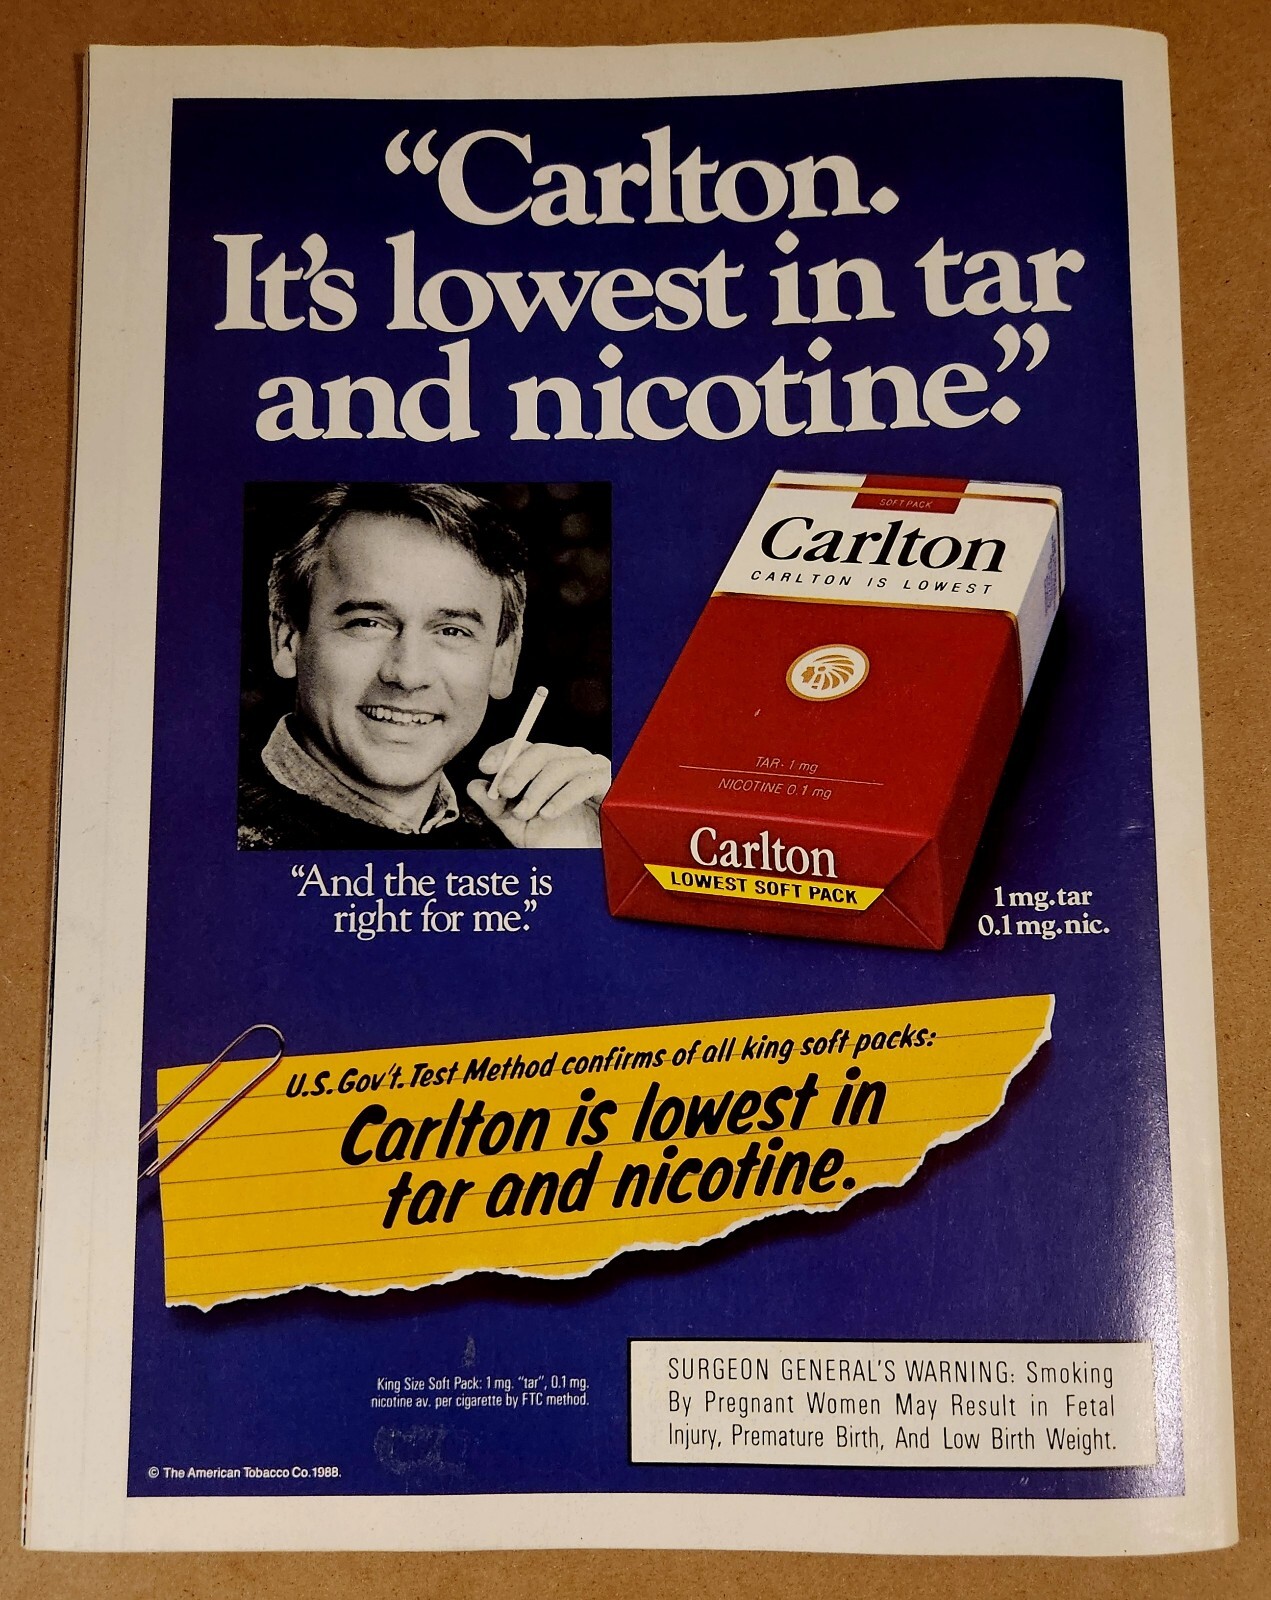 “Carlton.
It's lowest in tar
and nicotine.”
SOFT PACK
Carlton
CARLTON IS LOWEST
TAR· 1 mg
NICOTINE 0.1 mg
Carlton
LOWEST SOFT PACK
“And the taste is
right for me.”
1mg.tar
0.1mg.nic.
U.S. Gov't. Test Method confirms of all king soft packs:
Carlton is lowest in
tar and nicotine.
King Size Soft Pack: 1 mg. "tar", 0.1 mg.
nicotine av. per cigarette by FTC method.
SURGEON GENERAL'S WARNING: Smoking
By Pregnant Women May Result in Fetal
Injury, Premature Birth, And Low Birth Weight.
© The American Tobacco Co.1988.